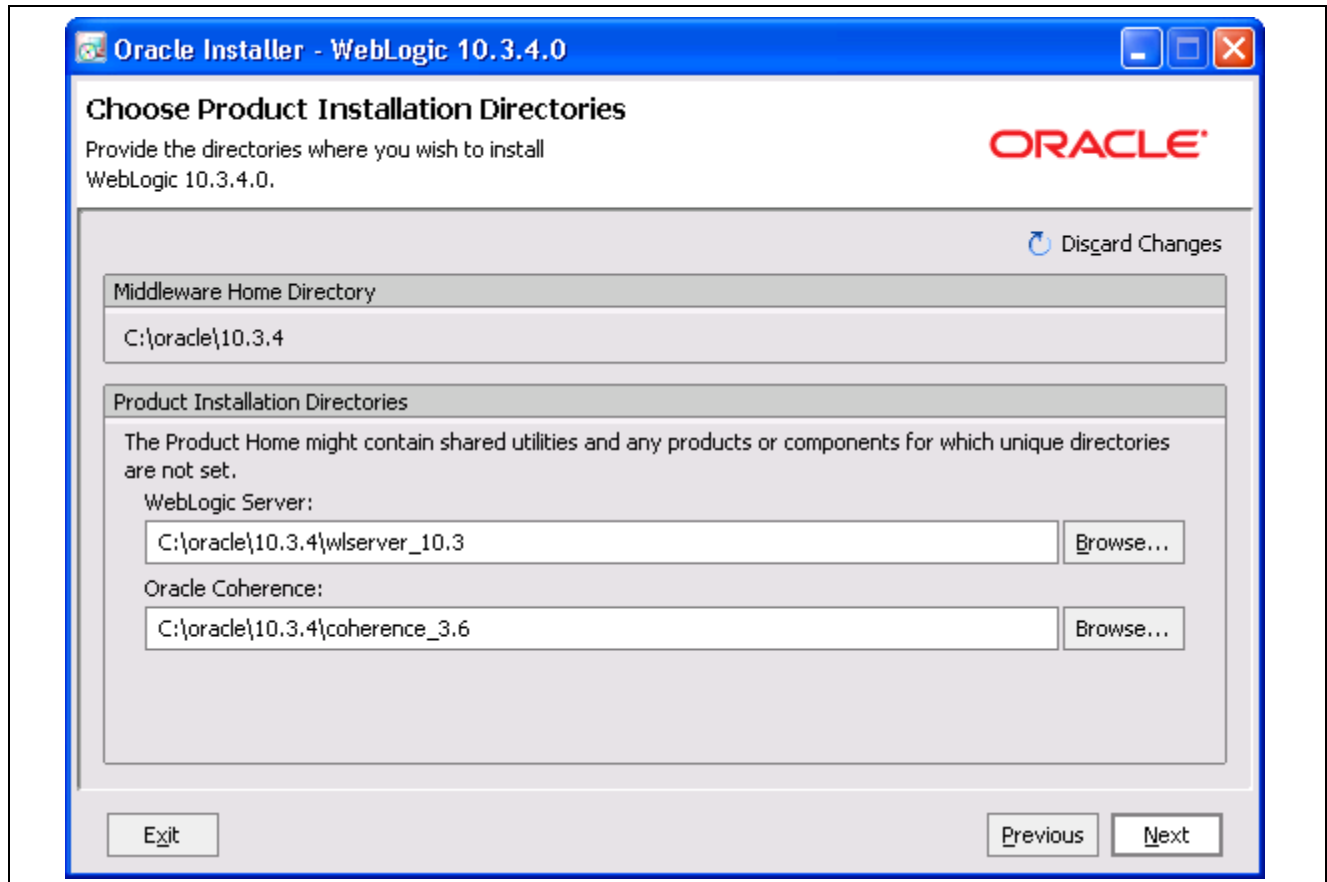 Oracle Installer - WebLogic 10.3.4.0
Choose Product Installation Directories
Provide the directories where you wish to install
WebLogic 10.3.4.0.
ORACLE
Discard Changes
Middleware Home Directory
C:\oracle\10.3.4
Product Installation Directories
The Product Home might contain shared utilities and any products or components for which unique directories
are not set.
WebLogic Server:
C:\oracle\10.3.4\wlserver_10.3
Browse...
Oracle Coherence:
C:\oracle\10.3.4\coherence_3.6
Browse...
Exit
Previous
Next